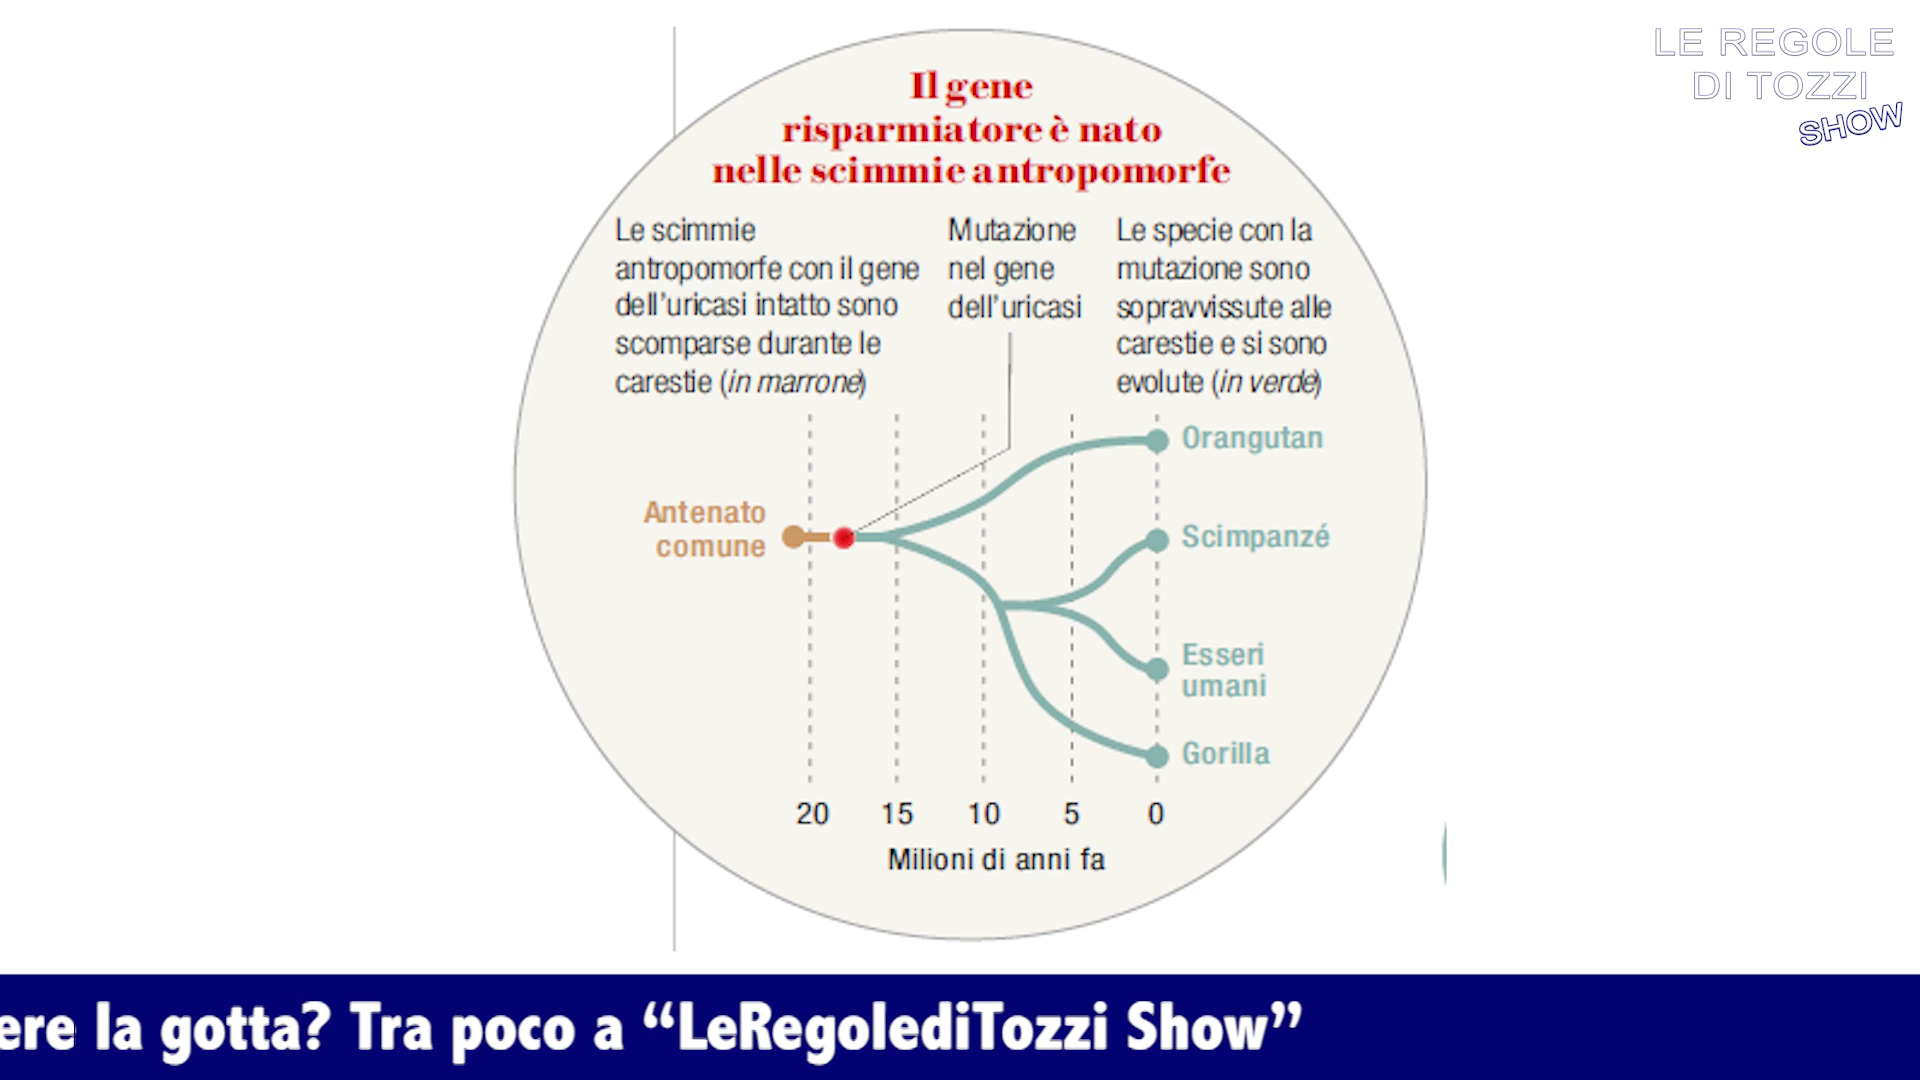 LE REGOLE
DI TOZZI
SHOW
Il gene
risparmiatore è nato
nelle scimmie antropomorfe
Le scimmie
antropomorfe con il gene
dell'uricasi intatto sono
scomparse durante le
carestie (in marrone)
Mutazione
nel gene
dell'uricasi
Le specie con la
mutazione sono
sopravvissute alle
carestie e si sono
evolute (in verde)
Orangutan
Antenato
comune
Scimpanzé
Esseri
umani
Gorilla
20 15 10 5 0
Milioni di anni fa
ere la gotta? Tra poco a “LeRegolediTozzi Show”